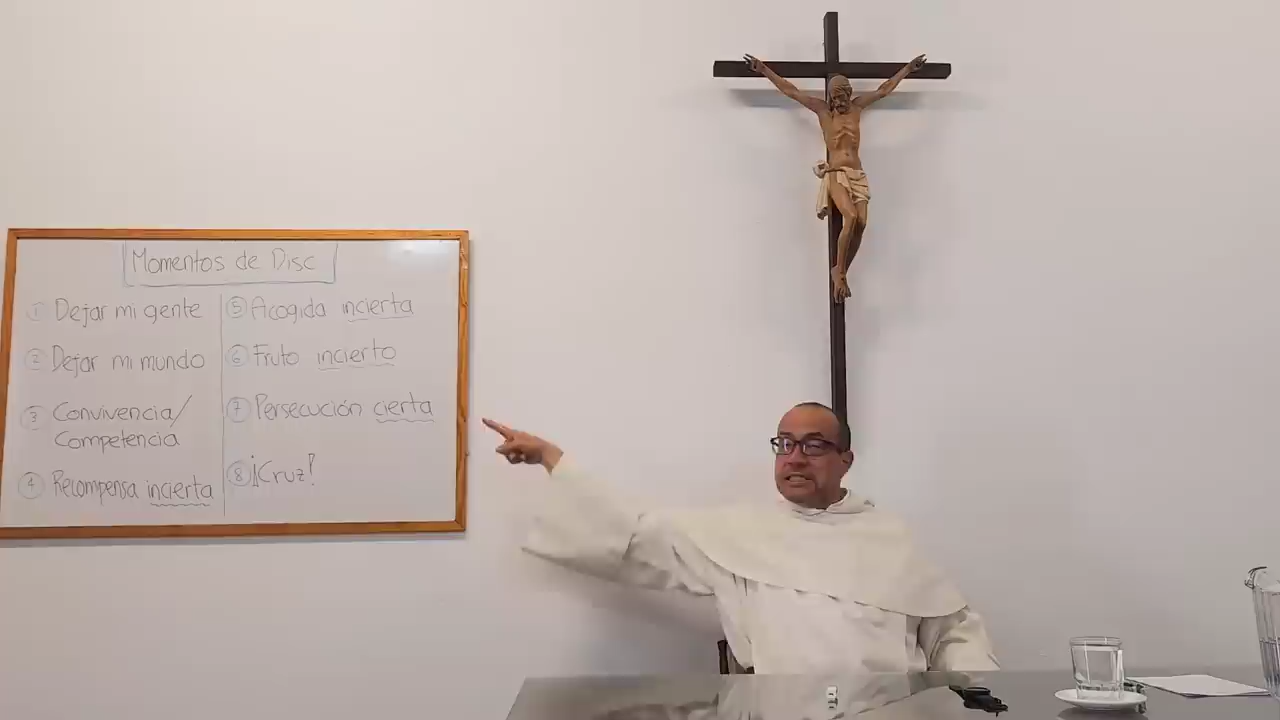 Momentos de Disc
① Dejar mi gente
② Dejar mi mundo
③ Convivencia/
Competencia
④ Recompensa incierta
⑤ Acogida incierta
⑥ Fruto incierto
⑦ Persecución cierta
⑧ ¡Cruz!